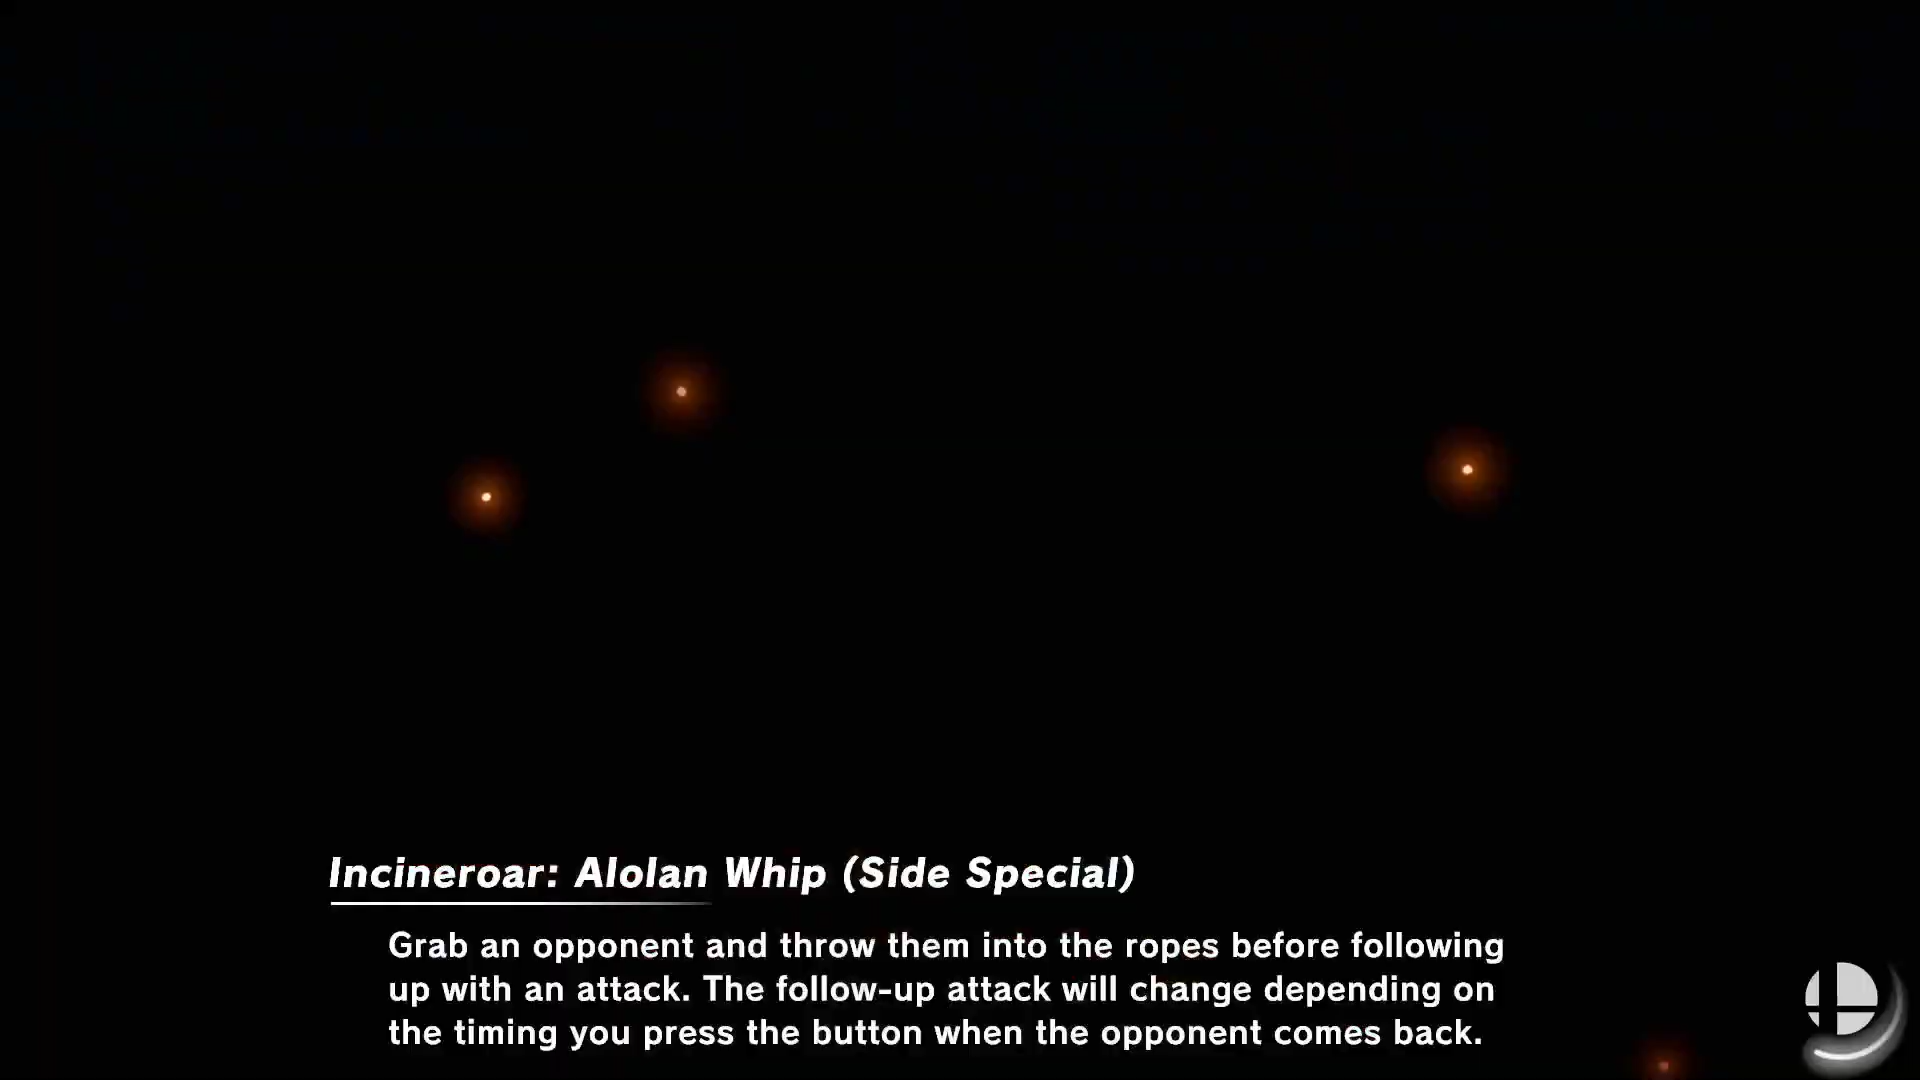 Incineroar: Alolan Whip (Side Special)
Grab an opponent and throw them into the ropes before following
up with an attack. The follow-up attack will change depending on
the timing you press the button when the opponent comes back.